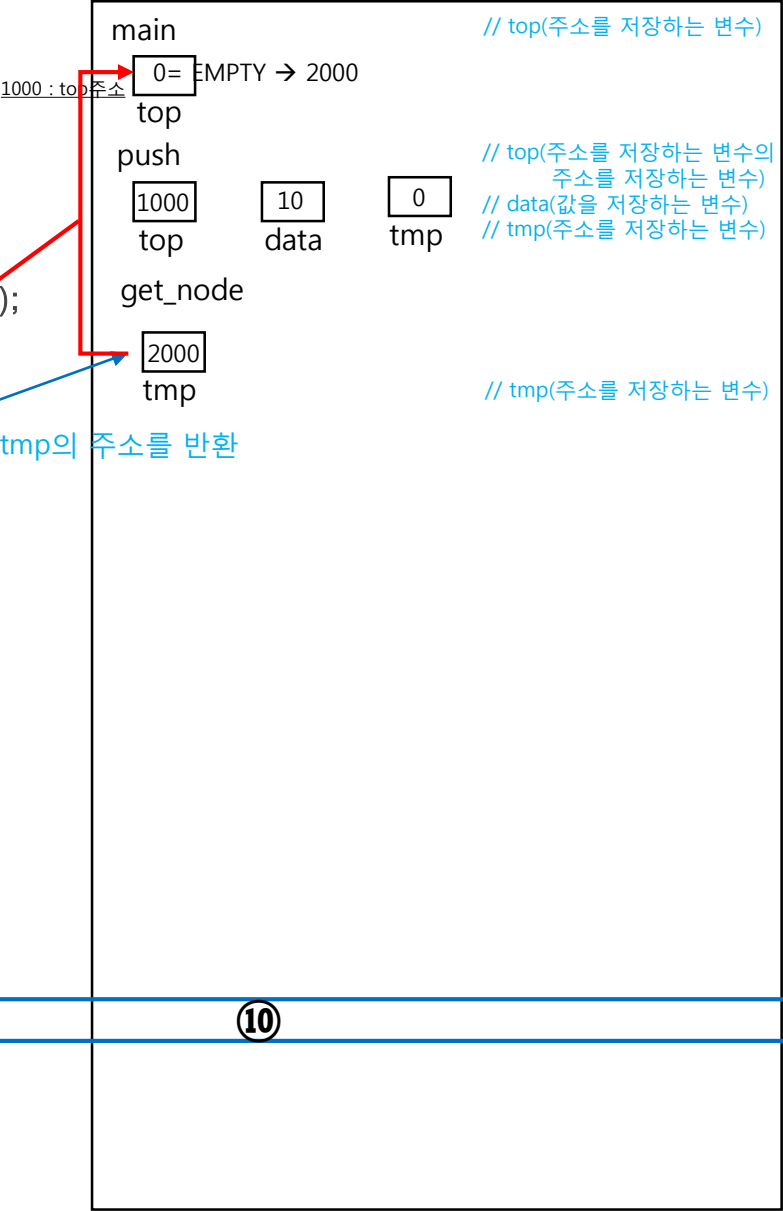 main
// top(주소를 저장하는 변수)
0= EMPTY → 2000
1000 : top주소
top
push
// top(주소를 저장하는 변수의
주소를 저장하는 변수)
1000
10
0
// data(값을 저장하는 변수)
top
data
tmp
// tmp(주소를 저장하는 변수)
);
get_node
2000
tmp
// tmp(주소를 저장하는 변수)
tmp의 주소를 반환
⑩